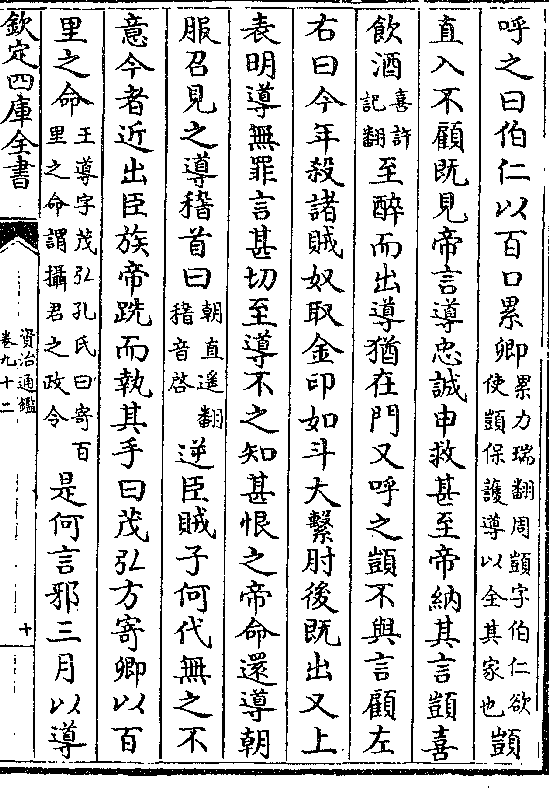 呼之曰伯仁以百口累卿累力瑞翻周顗字伯仁欲使顗保護導以全其家也顗
直入不顧既見帝言導忠誠申救甚至帝納其言顗喜
飲酒喜許記翻至醉而出導猶在門又呼之顗不與言顧左
右曰今年殺諸賊奴取金印如斗大繫肘後既出又上
表明導無罪言甚切至導不之知甚恨之帝命還導朝
服召見之導稽首曰朝直遥翻稽音啓逆臣賊子何代無之不
意今者近出臣族帝跣而執其手曰茂弘方寄卿以百
里之命王導字茂弘孔氏曰寄百里之命謂攝君之政令是何言邪三月以導
欽定四庫全書
資治通鑑
卷九十二
十